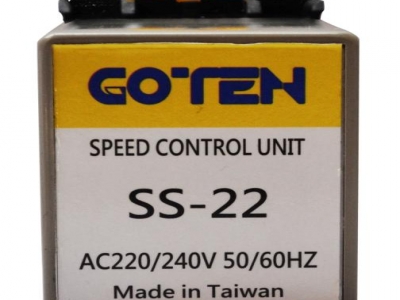 GOTEN
SPEED CONTROL UNIT
SS-22
AC220/240V 50/60HZ
Made in Taiwan